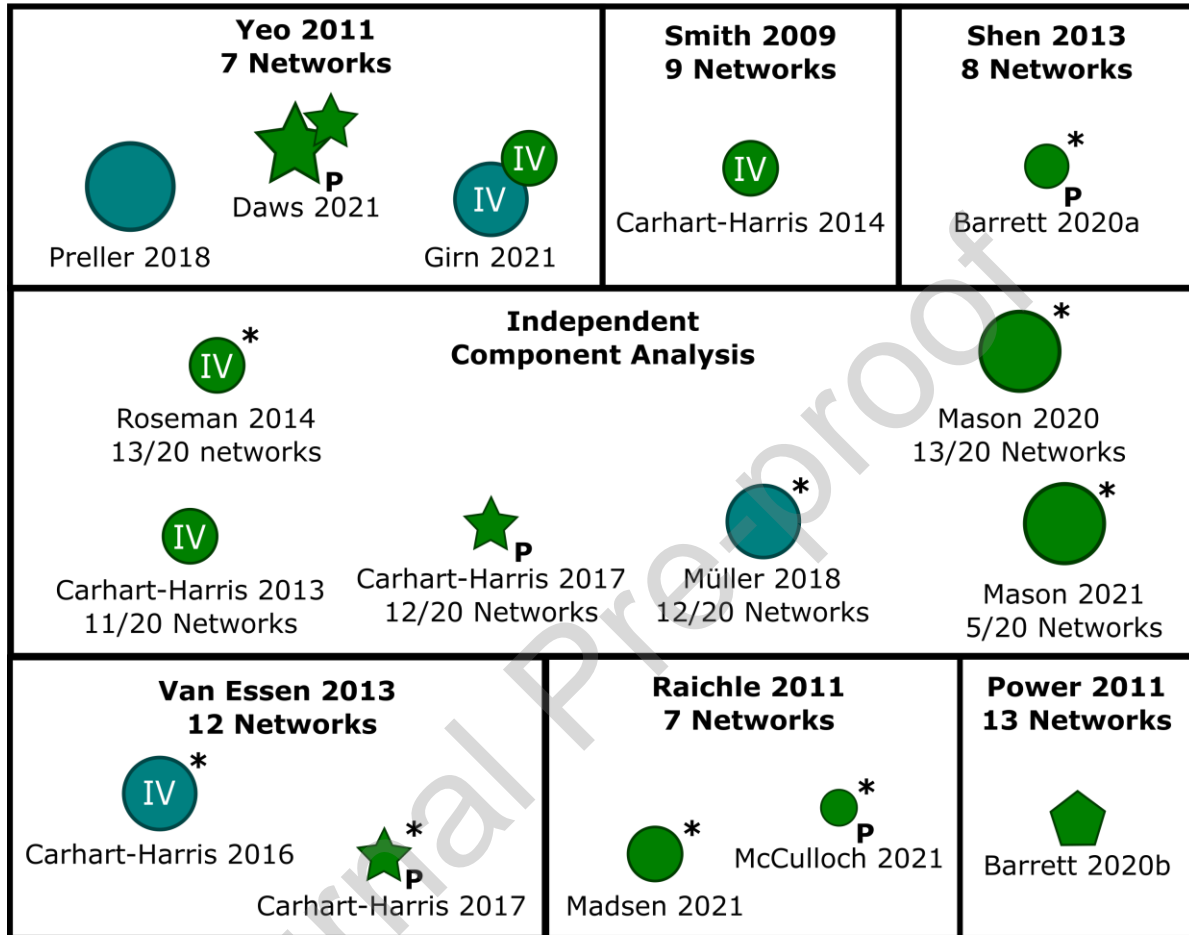 Yeo 2011
7 Networks
Preller 2018
P
Daws 2021
IV
IV
Girn 2021
Smith 2009
9 Networks
IV
Carhart-Harris 2014
Shen 2013
8 Networks
*
P
Barrett 2020a
Independent
Component Analysis
IV *
Roseman 2014
13/20 networks
*
Mason 2020
13/20 Networks
IV
Carhart-Harris 2013
11/20 Networks
P
Carhart-Harris 2017
12/20 Networks
*
Müller 2018
12/20 Networks
*
Mason 2021
5/20 Networks
Van Essen 2013
12 Networks
IV *
Carhart-Harris 2016
*
P
Carhart-Harris 2017
Raichle 2011
7 Networks
*
Madsen 2021
*
P
McCulloch 2021
Power 2011
13 Networks
Barrett 2020b
rnal Pre-proof